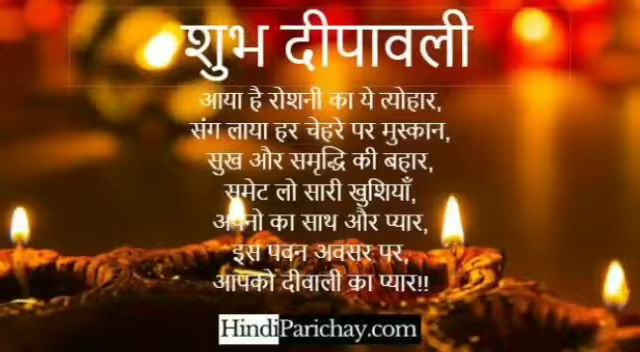 शुभ दीपावली
आया है रोशनी का ये त्योहार,
संग लाया हर चेहरे पर मुस्कान,
सुख और समृद्धि की बहार,
समेट लो सारी खुशियाँ,
अपनो का साथ और प्यार,
इस पवन अवसर पर,
आपको दीवाली का प्यार!!
HindiParichay.com